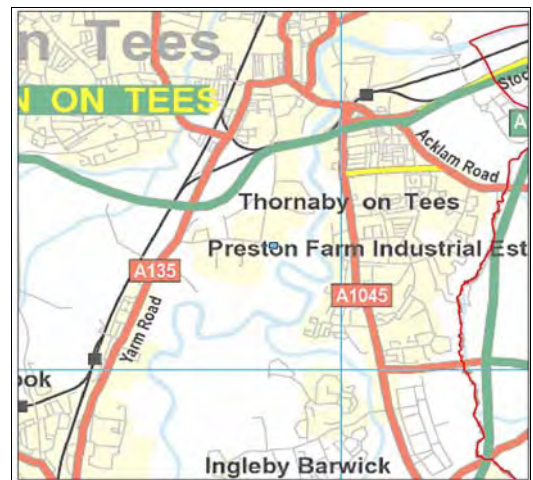 n Tees
N ON TEES
Stoc
A
Acklam Road
Thornaby on Tees
Preston Farm Industrial Est
A135
A1045
Yarm Road
ook
Ingleby Barwick